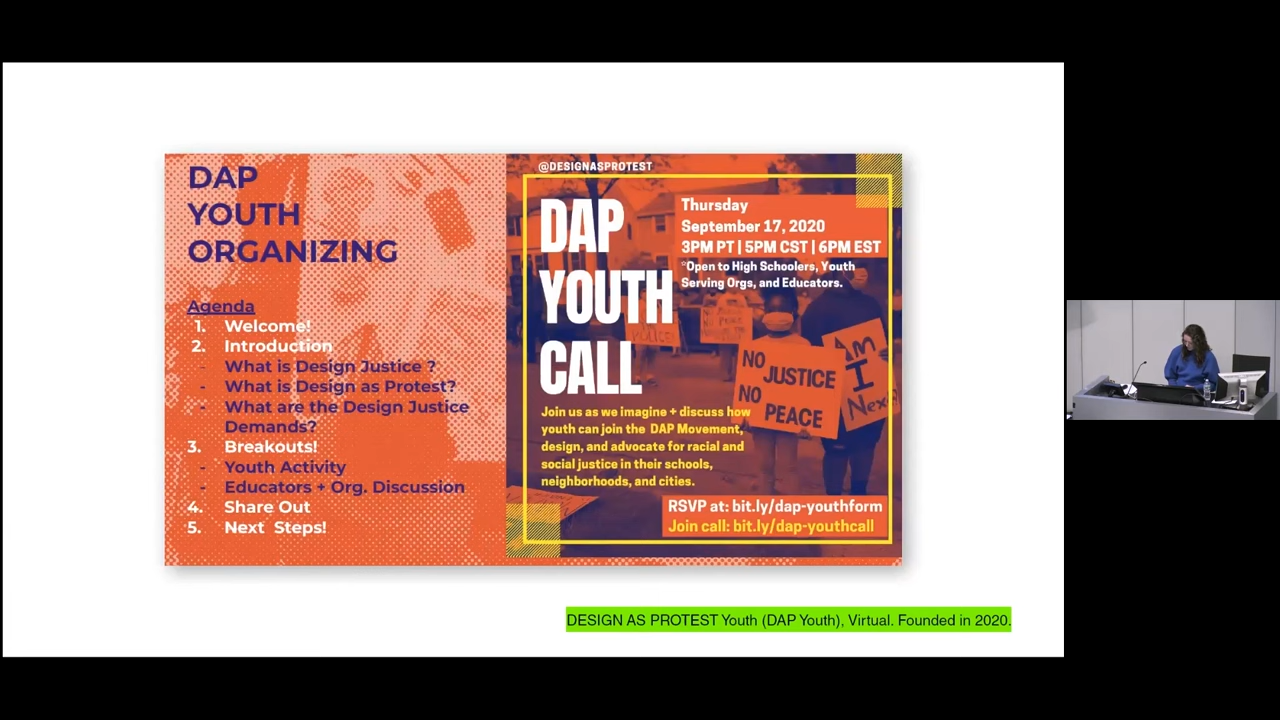 DAP
YOUTH
ORGANIZING
Agenda
1. Welcome!
2. Introduction
- What is Design Justice ?
- What is Design as Protest?
- What are the Design Justice
Demands?
3. Breakouts!
- Youth Activity
- Educators + Org. Discussion
4. Share Out
5. Next Steps!
@DESIGNASPROTEST
DAP
YOUTH
CALL
Thursday
September 17, 2020
3PM PT | 5PM CST | 6PM EST
*Open to High Schoolers, Youth
Serving Orgs, and Educators.
NO
JUSTICE
NO
PEACE
Am
I
Next
Join us as we imagine + discuss how
youth can join the DAP Movement,
design, and advocate for racial and
social justice in their schools,
neighborhoods, and cities.
RSVP at: bit.ly/dap-youthform
Join call: bit.ly/dap-youthcall
DESIGN AS PROTEST Youth (DAP Youth), Virtual. Founded in 2020.